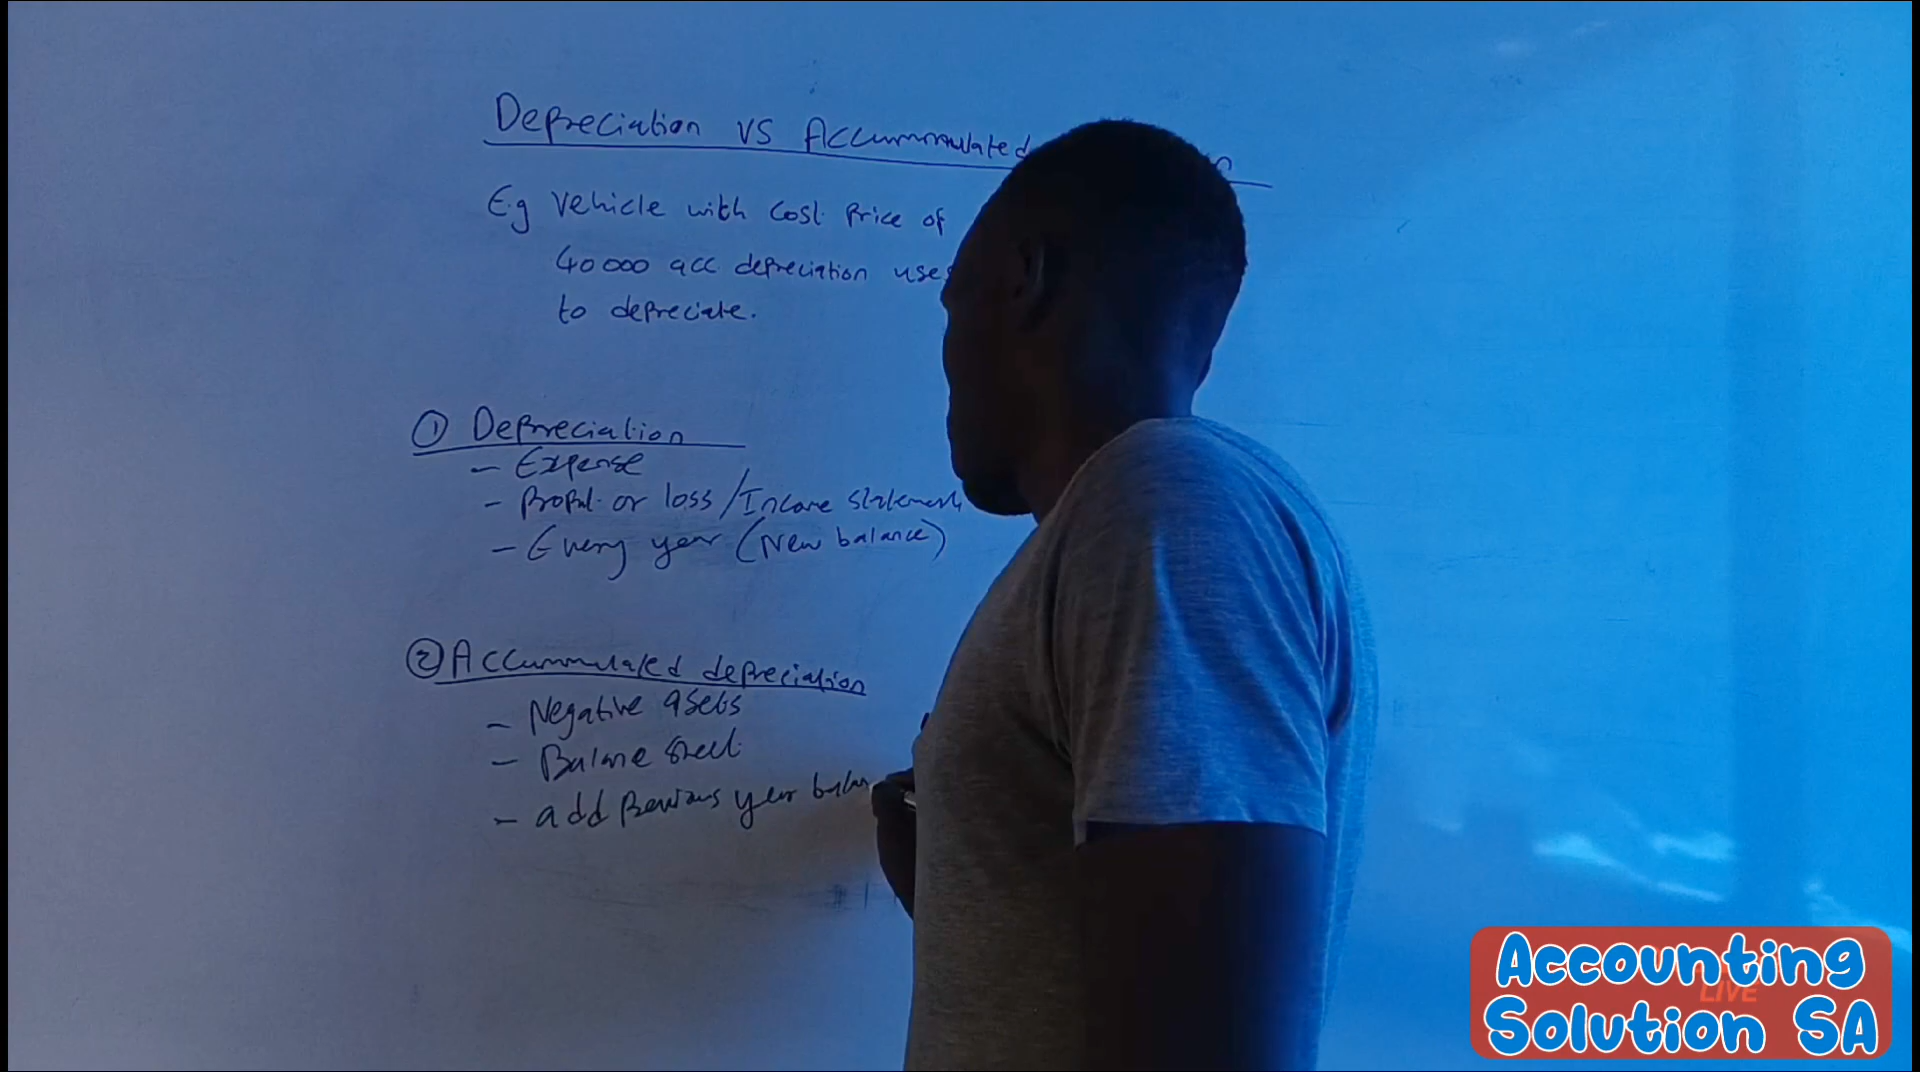 Depreciation VS Accummulated
E.g Vehicle with cost Price of
40 000 acc depreciation uses
to depreciate.
① Depreciation
- Expense
- Profit or loss / Income statement
- Every year (New balance)
② Accummulated depreciation
- Negative assets
- Balance sheet
- add Previous year
Accounting
LIVE
Solution SA